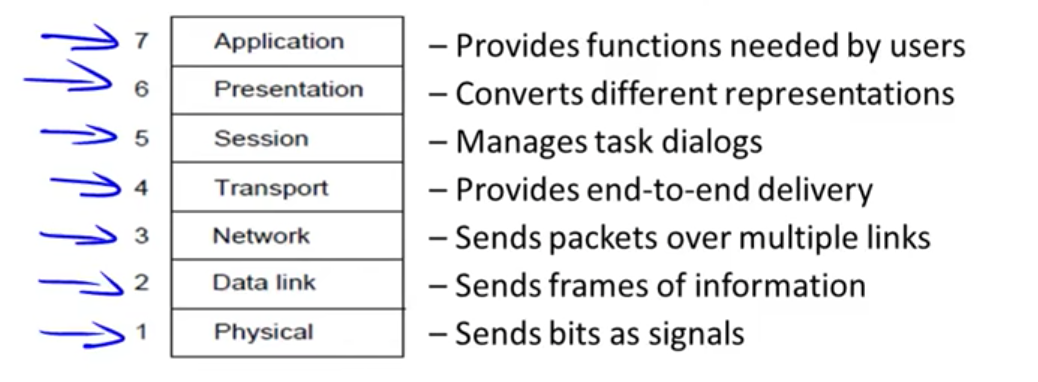 7 Application – Provides functions needed by users
6 Presentation – Converts different representations
5 Session – Manages task dialogs
4 Transport – Provides end-to-end delivery
3 Network – Sends packets over multiple links
2 Data link – Sends frames of information
1 Physical – Sends bits as signals